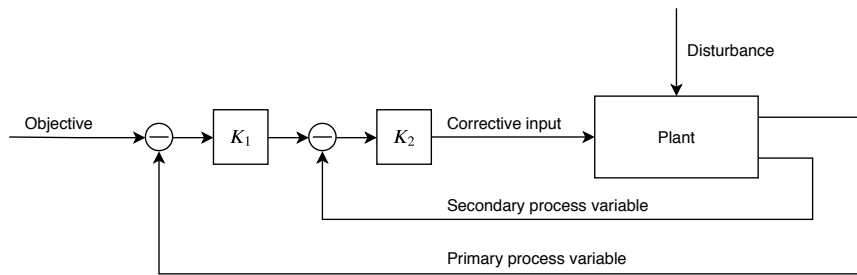 Disturbance
Objective
K1
K2
Corrective input
Plant
Secondary process variable
Primary process variable